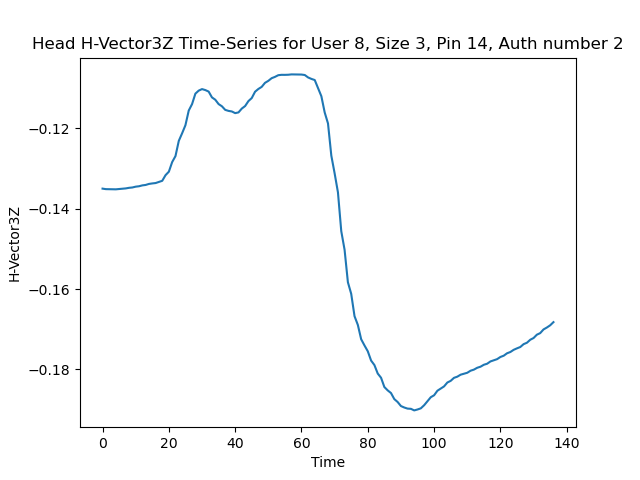 Head H-Vector3Z Time-Series for User 8, Size 3, Pin 14, Auth number 2
H-Vector3Z
−0.12
−0.14
−0.16
−0.18
0 20 40 60 80 100 120 140
Time